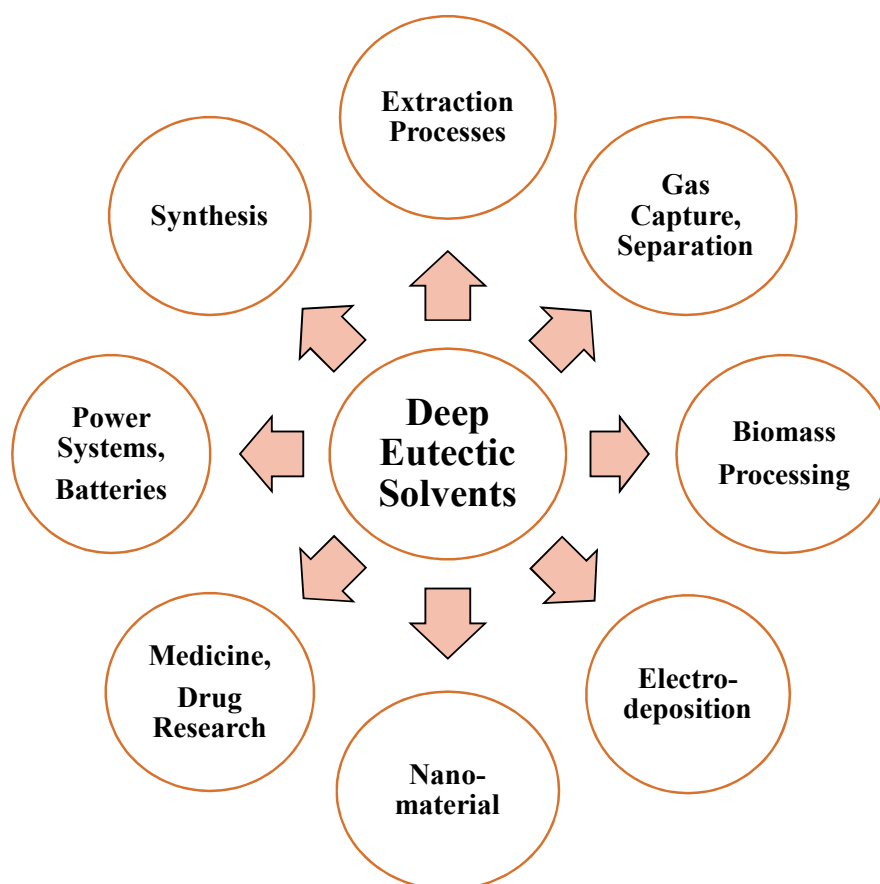 Extraction
Processes
Gas
Capture,
Separation
Synthesis
Deep
Eutectic
Solvents
Power
Systems,
Batteries
Biomass
Processing
Medicine,
Drug
Research
Electro-
deposition
Nano-
material